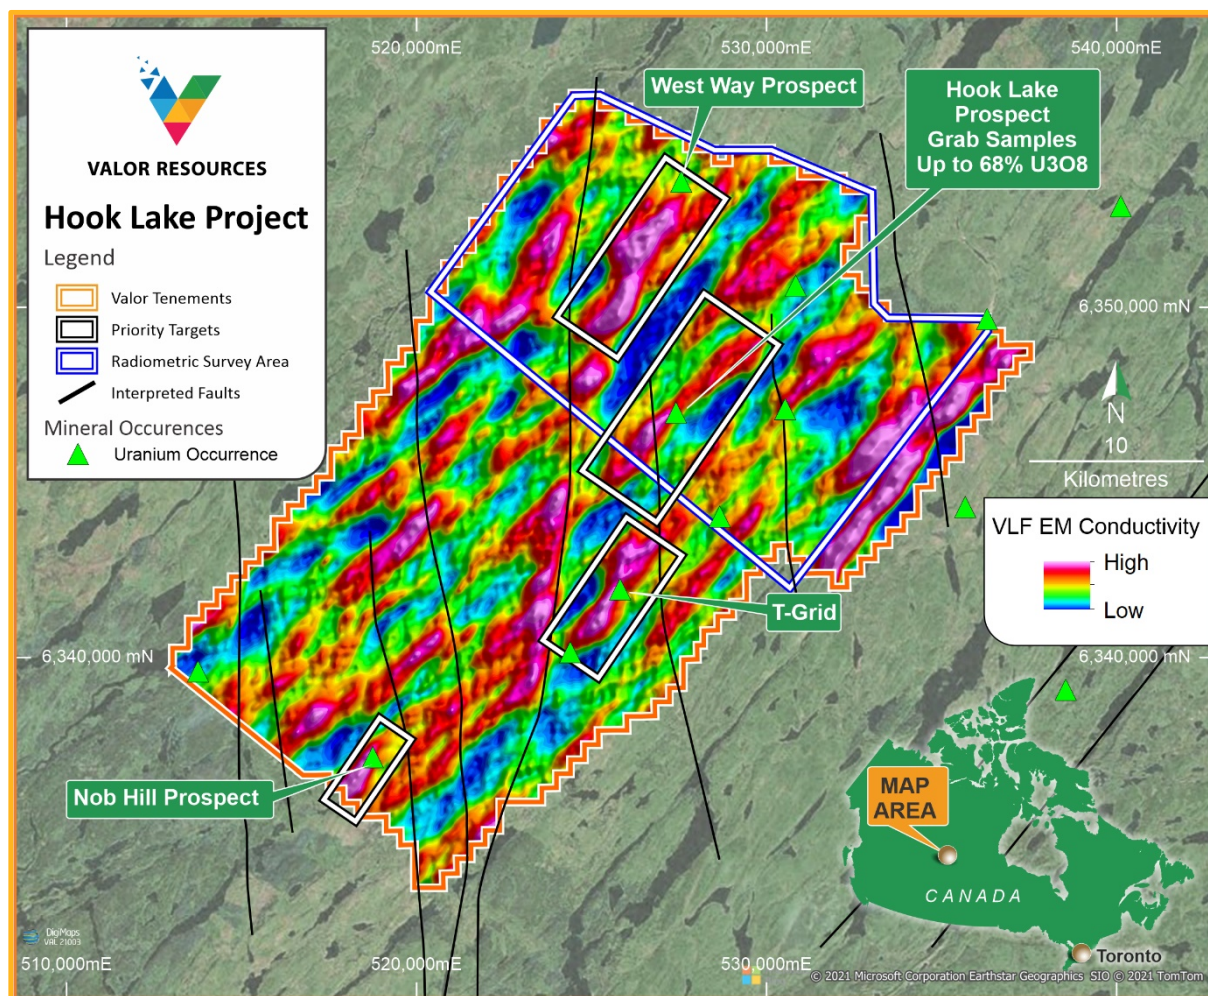 520,000mE
530,000mE
540,000mE
VALOR RESOURCES
Hook Lake Project
Legend
Valor Tenements
Priority Targets
Radiometric Survey Area
Interpreted Faults
Mineral Occurences
Uranium Occurrence
West Way Prospect
Hook Lake
Prospect
Grab Samples
Up to 68% U3O8
6,350,000 mN
N
10
Kilometres
VLF EM Conductivity
High
Low
T-Grid
6,340,000 mN
6,340,000 mN
Nob Hill Prospect
MAP
AREA
CANADA
Toronto
DigiMaps
VAL 21003
510,000mE
520,000mE
530,000mE
© 2021 Microsoft Corporation Earthstar Geographics SIO © 2021 TomTom